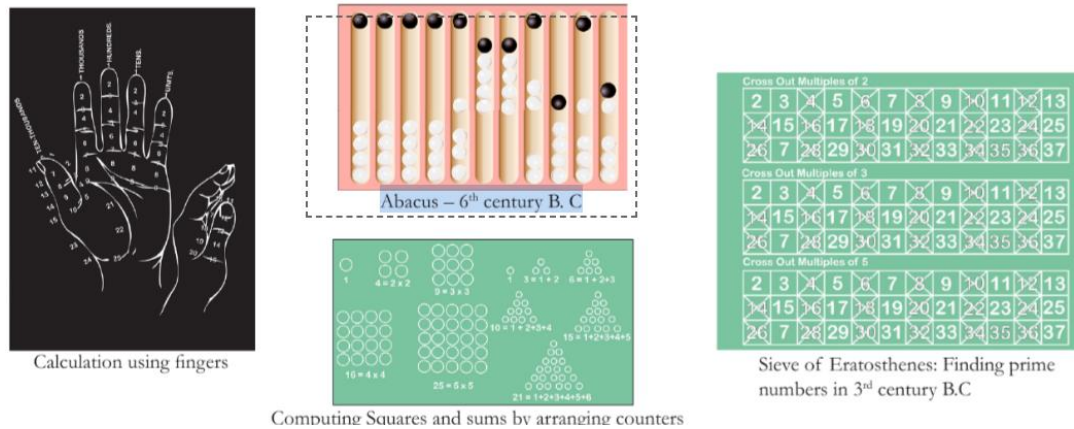 THOUSANDS
HUNDREDS.
TENS.
UNITS.
TEN-THOUSANDS
Calculation using fingers
Abacus – 6th century B. C
1
4 = 2 x 2
9 = 3 x 3
1
3 = 1 + 2
6 = 1 + 2+3
10 = 1 + 2+3+4
15 = 1+2+3+4+5
16 = 4 x 4
25 = 5 x 5
21 = 1+2+3+4+5+6
Computing Squares and sums by arranging counters
Cross Out Multiples of 2
2 3 4 5 6 7 8 9 10 11 12 13
14 15 16 17 18 19 20 21 22 23 24 25
26 7 28 29 30 31 32 33 34 35 36 37
Cross Out Multiples of 3
2 3 4 5 6 7 8 9 10 11 12 13
14 15 16 17 18 19 20 21 22 23 24 25
26 7 28 29 30 31 32 33 34 35 36 37
Cross Out Multiples of 5
2 3 4 5 6 7 8 9 10 11 12 13
14 15 16 17 18 19 20 21 22 23 24 25
26 7 28 29 30 31 32 33 34 35 36 37
Sieve of Eratosthenes: Finding prime
numbers in 3rd century B.C